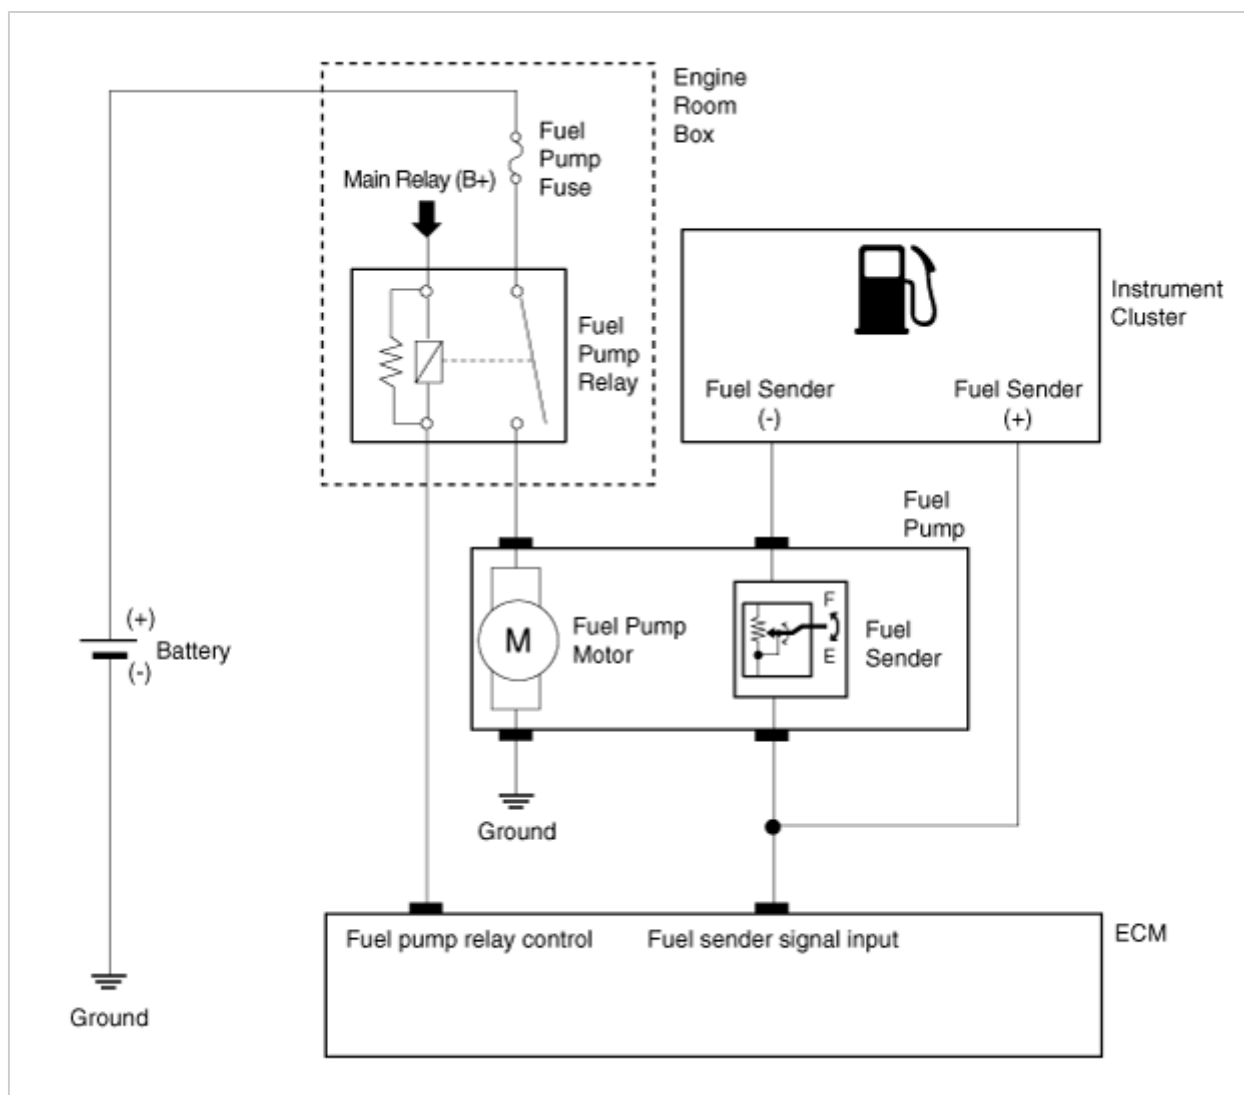 Engine
Room
Box
Fuel
Pump
Fuse
Main Relay (B+)
Fuel
Pump
Relay
Instrument
Cluster
Fuel Sender
(-)
Fuel Sender
(+)
Fuel
Pump
(+)
Battery
(-)
M
Fuel Pump
Motor
F
E
Fuel
Sender
Ground
Fuel pump relay control
Fuel sender signal input
ECM
Ground